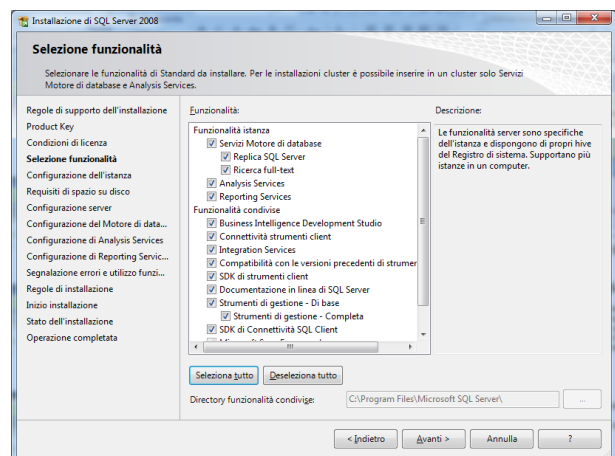 Installazione di SQL Server 2008
Selezione funzionalità
Selezionare le funzionalità di Standard da installare. Per le installazioni cluster è possibile inserire in un cluster solo Servizi
Motore di database e Analysis Services.
Regole di supporto dell'installazione
Product Key
Condizioni di licenza
Selezione funzionalità
Configurazione dell'istanza
Requisiti di spazio su disco
Configurazione server
Configurazione del Motore di data...
Configurazione di Analysis Services
Configurazione di Reporting Servic...
Segnalazione errori e utilizzo funzi...
Regole di installazione
Inizio installazione
Stato dell'installazione
Operazione completata
Funzionalità:
Funzionalità istanza
Servizi Motore di database
Replica SQL Server
Ricerca full-text
Analysis Services
Reporting Services
Funzionalità condivise
Business Intelligence Development Studio
Connettività strumenti client
Integration Services
Compatibilità con le versioni precedenti di strumer
SDK di strumenti client
Documentazione in linea di SQL Server
Strumenti di gestione - Di base
Strumenti di gestione - Completa
SDK di Connettività SQL Client
Descrizione:
Le funzionalità server sono specifiche
dell'istanza e dispongono di propri hive
del Registro di sistema. Supportano più
istanze in un computer.
Seleziona tutto
Deseleziona tutto
Directory funzionalità condivise:
C:\Program Files\Microsoft SQL Server\
...
< Indietro
Avanti >
Annulla
?